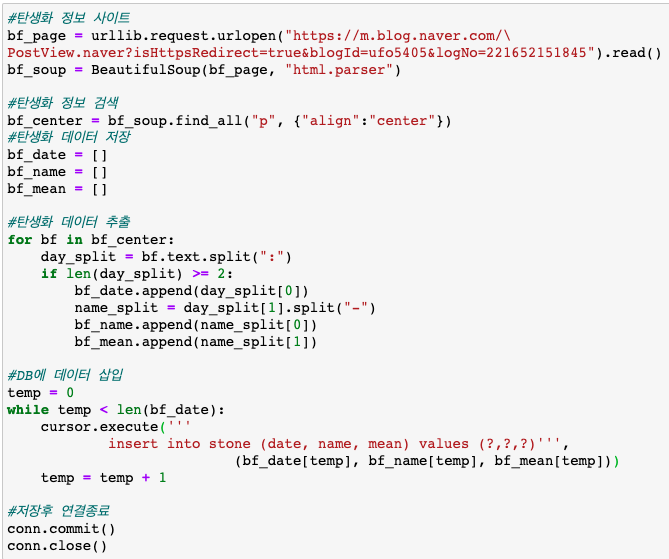 #탄생화 정보 사이트
bf_page = urllib.request.urlopen("https://m.blog.naver.com/\
PostView.naver?isHttpsRedirect=true&blogId=ufo5405&logNo=221652151845").read()
bf_soup = BeautifulSoup(bf_page, "html.parser")

#탄생화 정보 검색
bf_center = bf_soup.find_all("p", {"align":"center"})
#탄생화 데이터 저장
bf_date = []
bf_name = []
bf_mean = []

#탄생화 데이터 추출
for bf in bf_center:
    day_split = bf.text.split(":")
    if len(day_split) >= 2:
        bf_date.append(day_split[0])
        name_split = day_split[1].split("-")
        bf_name.append(name_split[0])
        bf_mean.append(name_split[1])

#DB에 데이터 삽입
temp = 0
while temp < len(bf_date):
    cursor.execute('''
            insert into stone (date, name, mean) values (?,?,?)''',
                           (bf_date[temp], bf_name[temp], bf_mean[temp]))
    temp = temp + 1

#저장후 연결종료
conn.commit()
conn.close()